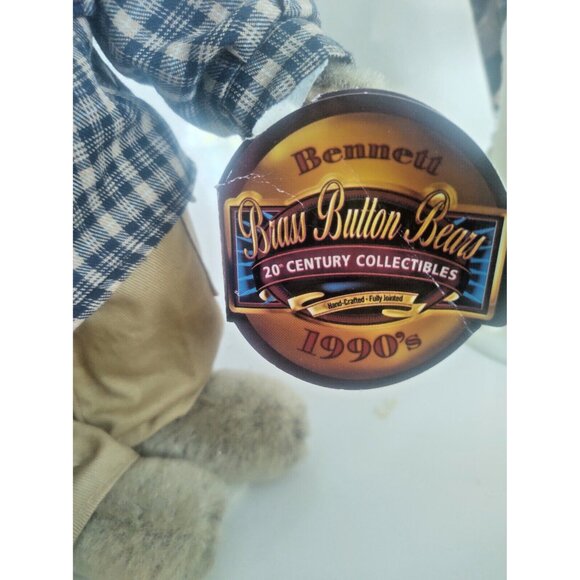 Bennett
Brass Button Bears
20th CENTURY COLLECTIBLES
Hand-Crafted • Fully Jointed
1990's